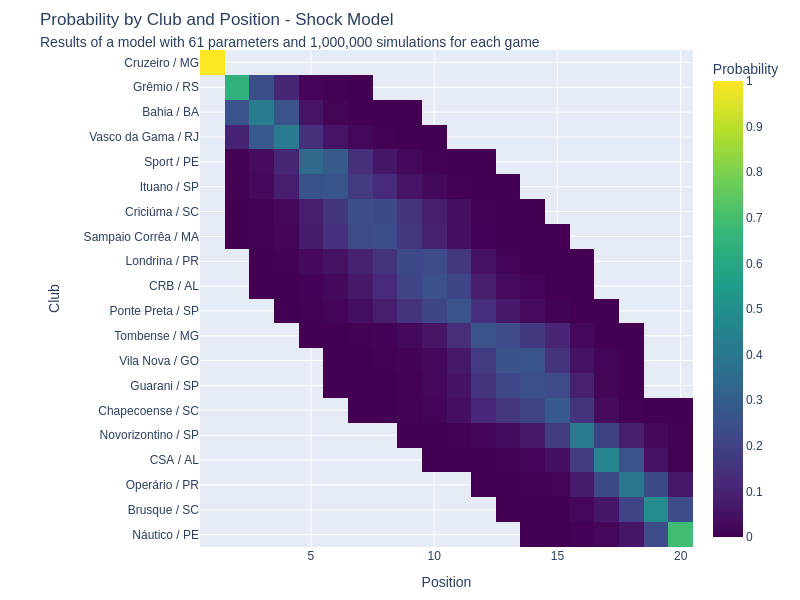 Probability by Club and Position - Shock Model
Results of a model with 61 parameters and 1,000,000 simulations for each game
Cruzeiro / MG
Grêmio / RS
Bahia / BA
Vasco da Gama / RJ
Sport / PE
Ituano / SP
Criciúma / SC
Sampaio Corrêa / MA
Londrina / PR
CRB / AL
Ponte Preta / SP
Tombense / MG
Vila Nova / GO
Guarani / SP
Chapecoense / SC
Novorizontino / SP
CSA / AL
Operário / PR
Brusque / SC
Náutico / PE
Club
5
10
15
20
Position
Probability
1
0.9
0.8
0.7
0.6
0.5
0.4
0.3
0.2
0.1
0